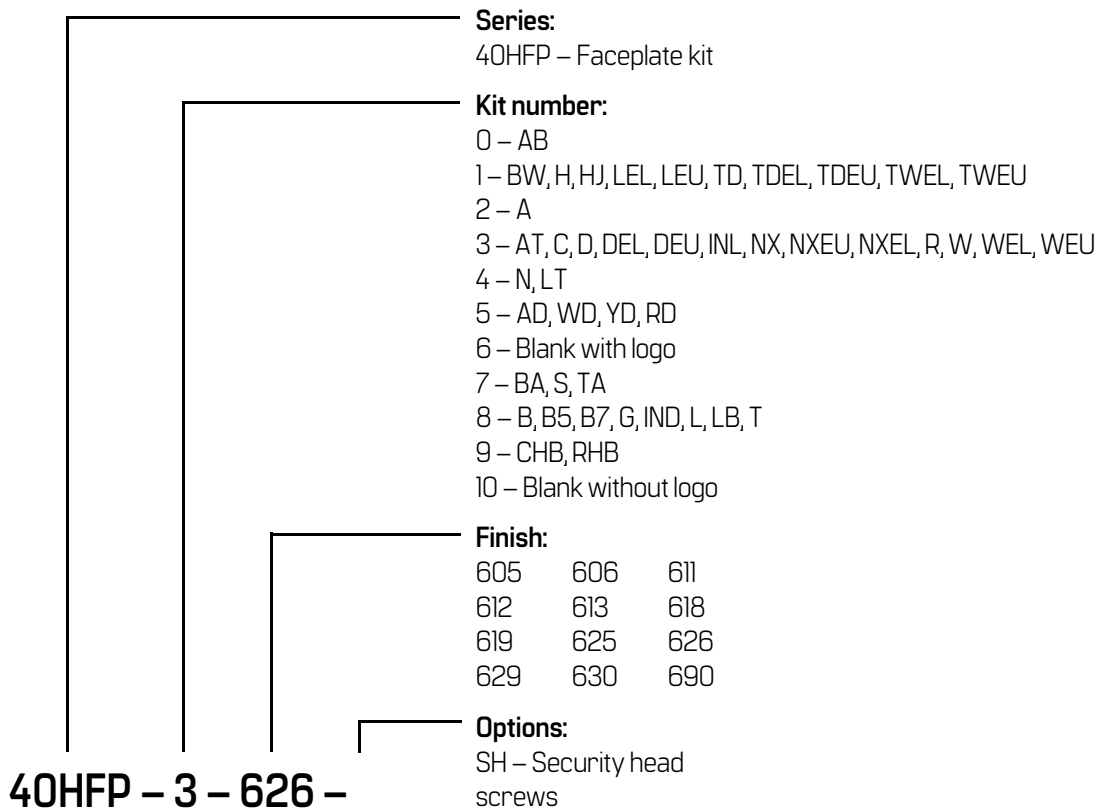 Series:
40HFP – Faceplate kit
Kit number:
0 – AB
1 – BW, H, HJ, LEL, LEU, TD, TDEL, TDEU, TWEL, TWEU
2 – A
3 – AT, C, D, DEL, DEU, INL, NX, NXEU, NXEL, R, W, WEL, WEU
4 – N, LT
5 – AD, WD, YD, RD
6 – Blank with logo
7 – BA, S, TA
8 – B, B5, B7, G, IND, L, LB, T
9 – CHB, RHB
10 – Blank without logo
Finish:
605 606 611
612 613 618
619 625 626
629 630 690
Options:
SH – Security head
screws
40HFP – 3 – 626 –